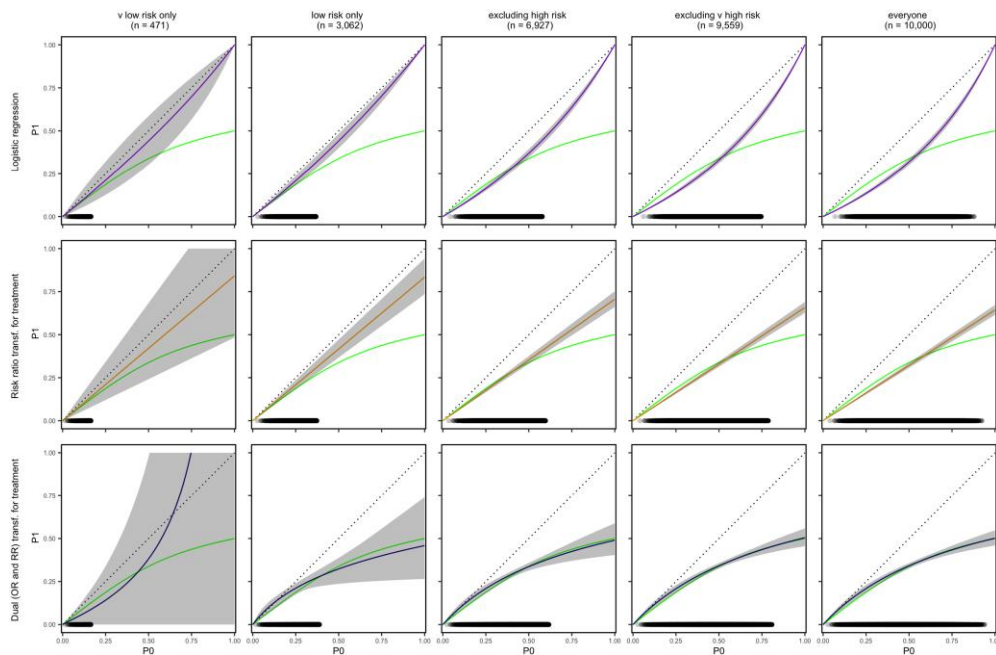 v low risk only
(n = 471)
low risk only
(n = 3,062)
excluding high risk
(n = 6,927)
excluding v high risk
(n = 9,559)
everyone
(n = 10,000)
Logistic regression
P1
1.00
0.75
0.50
0.25
0.00
Risk ratio transf. for treatment
P1
1.00
0.75
0.50
0.25
0.00
Dual (OR and RR) transf. for treatment
P1
1.00
0.75
0.50
0.25
0.00
0.00 0.25 0.50 0.75 1.00
P0
0.00 0.25 0.50 0.75 1.00
P0
0.00 0.25 0.50 0.75 1.00
P0
0.00 0.25 0.50 0.75 1.00
P0
0.00 0.25 0.50 0.75 1.00
P0